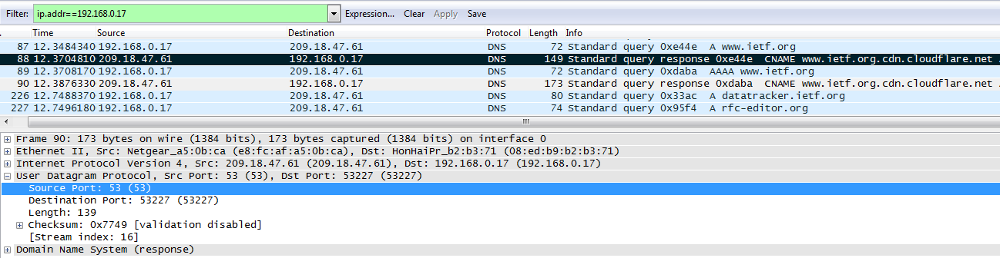 Filter: ip.addr==192.168.0.17 Expression... Clear Apply Save
. Time Source Destination Protocol Length Info
87 12.3484340 192.168.0.17 209.18.47.61 DNS 72 Standard query 0xe44e A www.ietf.org
88 12.3704810 209.18.47.61 192.168.0.17 DNS 149 Standard query response 0xe44e CNAME www.ietf.org.cdn.cloudflare.net
89 12.3708170 192.168.0.17 209.18.47.61 DNS 72 Standard query 0xdaba AAAA www.ietf.org
90 12.3876330 209.18.47.61 192.168.0.17 DNS 173 Standard query response 0xdaba CNAME www.ietf.org.cdn.cloudflare.net
226 12.7488370 192.168.0.17 209.18.47.61 DNS 80 Standard query 0x33ac A datatracker.ietf.org
227 12.7496180 192.168.0.17 209.18.47.61 DNS 74 Standard query 0x95f4 A rfc-editor.org
Frame 90: 173 bytes on wire (1384 bits), 173 bytes captured (1384 bits) on interface 0
Ethernet II, Src: Netgear_a5:0b:ca (e8:fc:af:a5:0b:ca), Dst: HonHaiPr_b2:b3:71 (08:ed:b9:b2:b3:71)
Internet Protocol Version 4, Src: 209.18.47.61 (209.18.47.61), Dst: 192.168.0.17 (192.168.0.17)
User Datagram Protocol, Src Port: 53 (53), Dst Port: 53227 (53227)
Source Port: 53 (53)
Destination Port: 53227 (53227)
Length: 139
Checksum: 0x7749 [validation disabled]
[Stream index: 16]
Domain Name System (response)